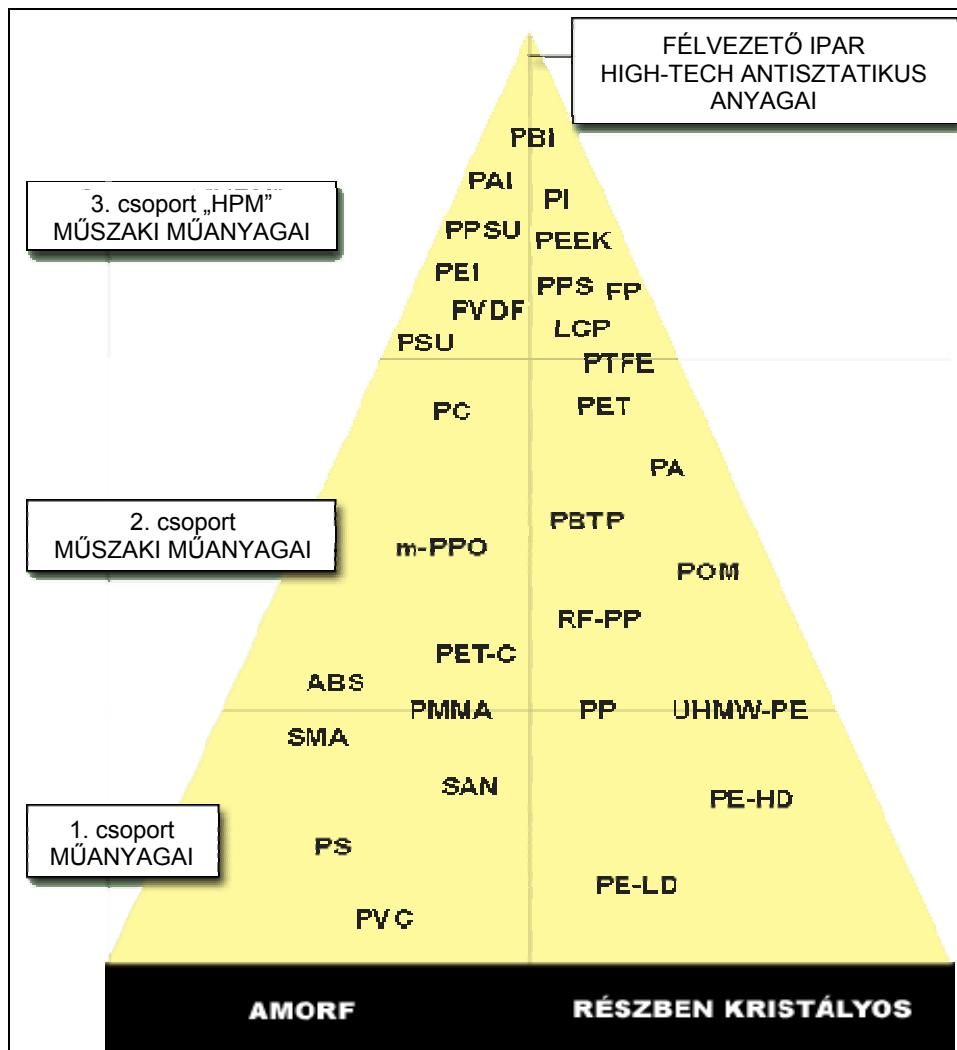 FÉLVEZETŐ IPAR
HIGH-TECH ANTISZTATIKUS
ANYAGAI
PBI
PAI
PI
3. csoport „HPM”
MŰSZAKI MŰANYAGAI
PPSU
PEEK
PEI
PPS
FP
PVDF
LCP
PSU
PTFE
PC
PET
PA
2. csoport
MŰSZAKI MŰANYAGAI
PBTP
m-PPO
POM
RF-PP
PET-C
ABS
PMMA
PP
UHMW-PE
SMA
SAN
PE-HD
1. csoport
MŰANYAGAI
PS
PE-LD
PVC
AMORF
RÉSZBEN KRISTÁLYOS